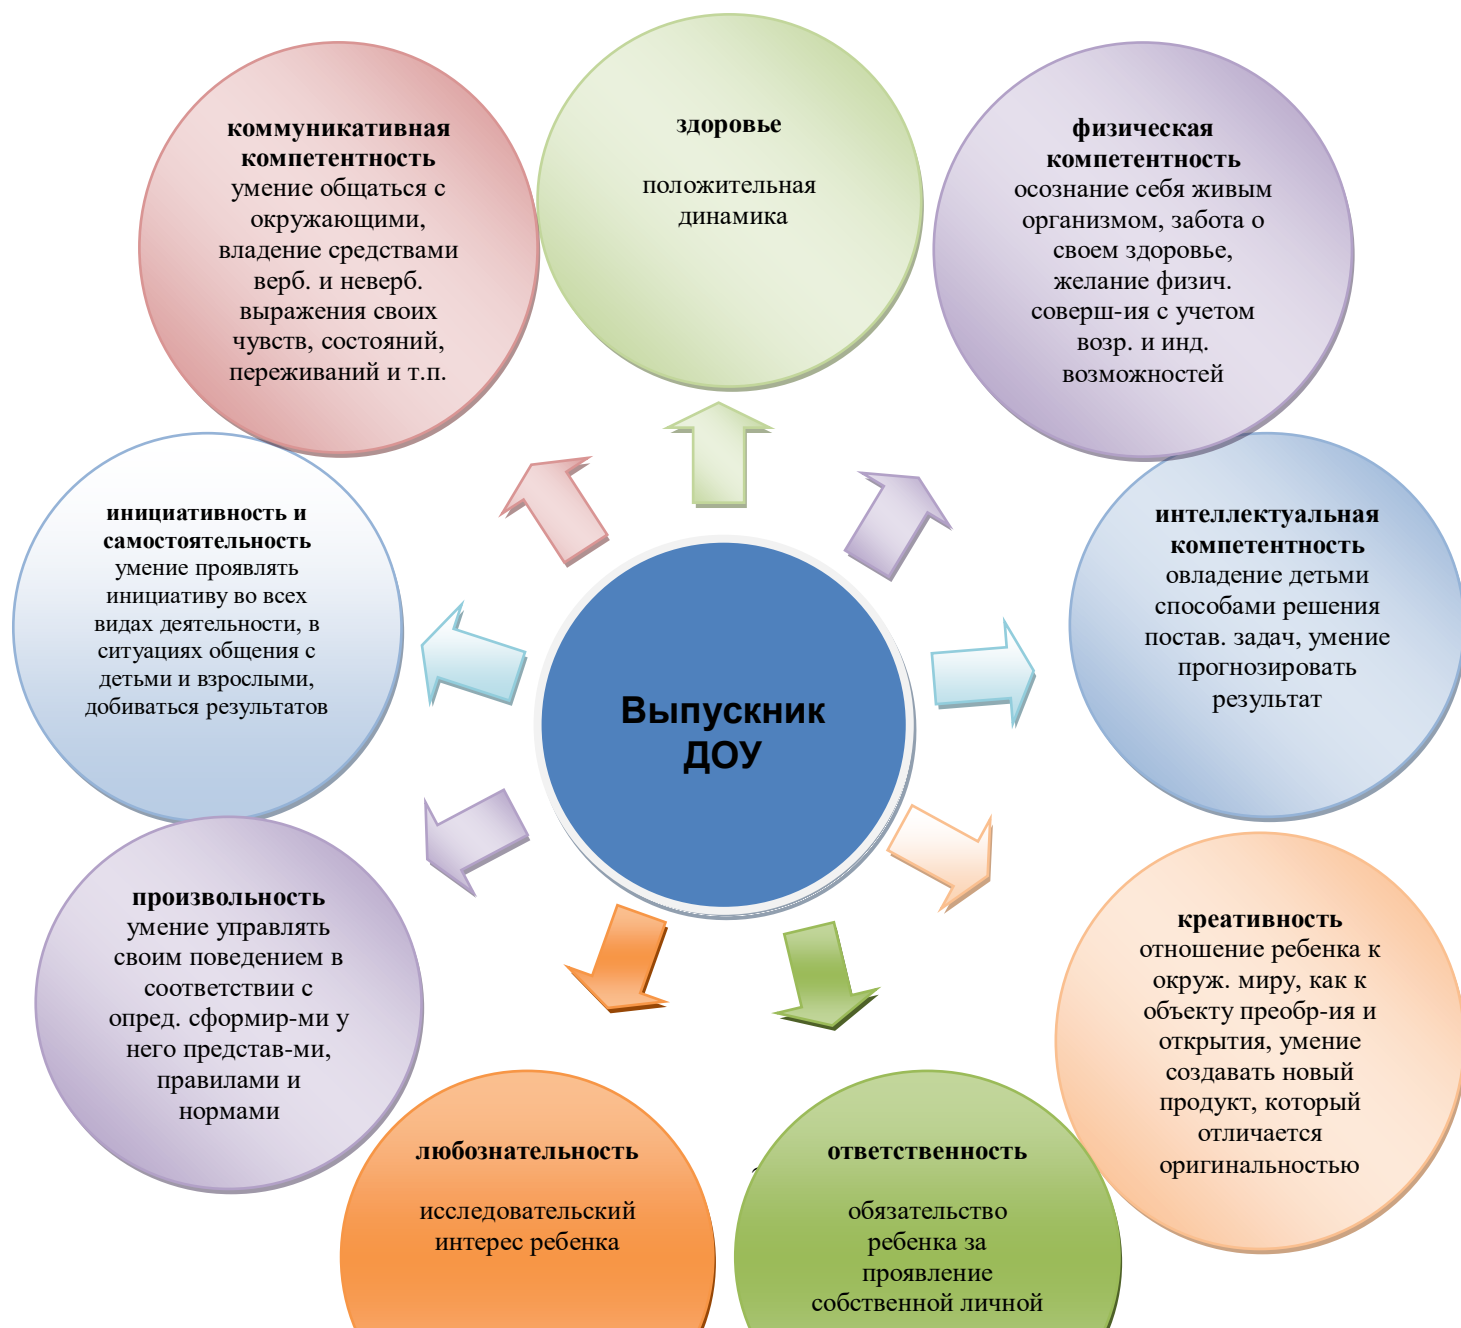 коммуникативная
компетентность
умение общаться с
окружающими,
владение средствами
верб. и неверб.
выражения своих
чувств, состояний,
переживаний и т.п.
здоровье
положительная
динамика
физическая
компетентность
осознание себя живым
организмом, забота о
своем здоровье,
желание физич.
соверш-ия с учетом
возр. и инд.
возможностей
инициативность и
самостоятельность
умение проявлять
инициативу во всех
видах деятельности, в
ситуациях общения с
детьми и взрослыми,
добиваться результатов
интеллектуальная
компетентность
овладение детьми
способами решения
постав. задач, умение
прогнозировать
результат
Выпускник
ДОУ
произвольность
умение управлять
своим поведением в
соответствии с
опред. сформир-ми у
него представ-ми,
правилами и
нормами
креативность
отношение ребенка к
окруж. миру, как к
объекту преобр-ия и
открытия, умение
создавать новый
продукт, который
отличается
оригинальностью
любознательность
исследовательский
интерес ребенка
ответственность
обязательство
ребенка за
проявление
собственной личной